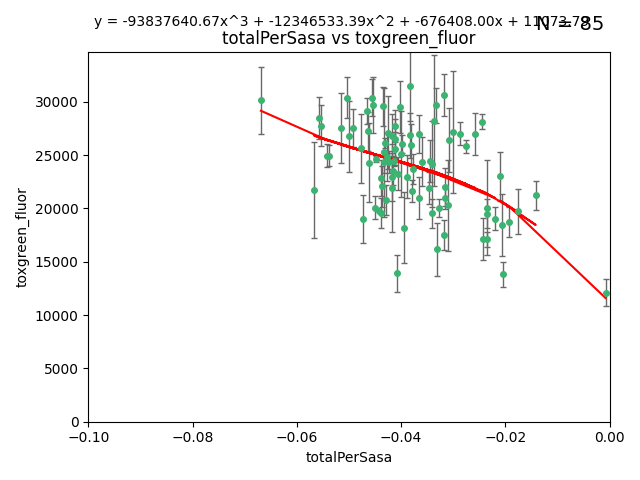 y = -93837640.67x^3 + -12346533.39x^2 + -676408.00x +
N = 85
totalPerSasa vs toxgreen_fluor
30000
25000
20000
15000
10000
5000
0
toxgreen_fluor
−0.10 −0.08 −0.06 −0.04 −0.02 0.00
totalPerSasa